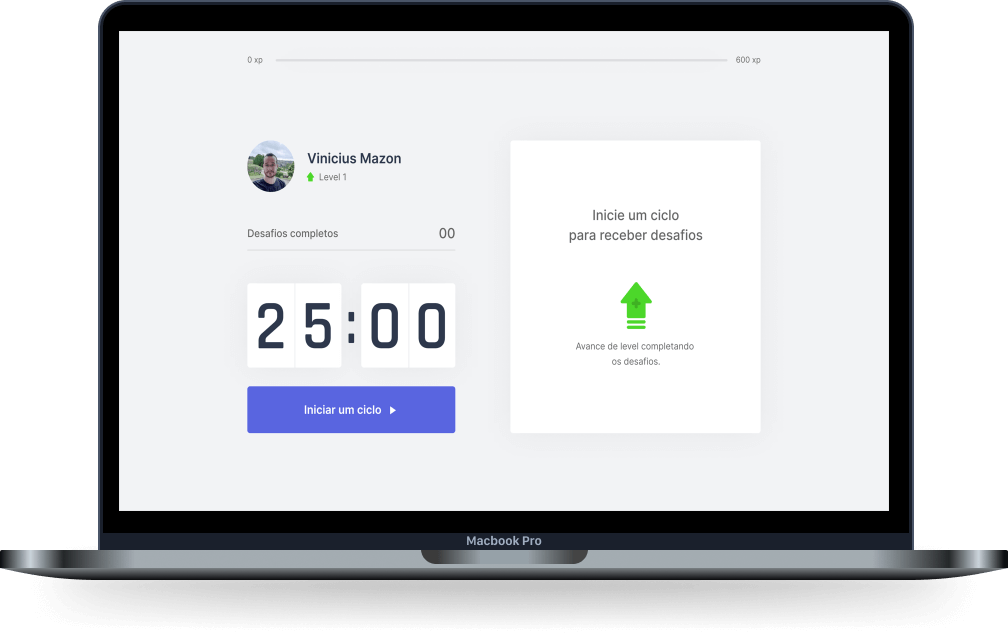 0 xp
600 xp
Vinicius Mazon
Level 1
Desafios completos
00
25:00
Iniciar um ciclo
Inicie um ciclo
para receber desafios
Avance de level completando
os desafios.
Macbook Pro